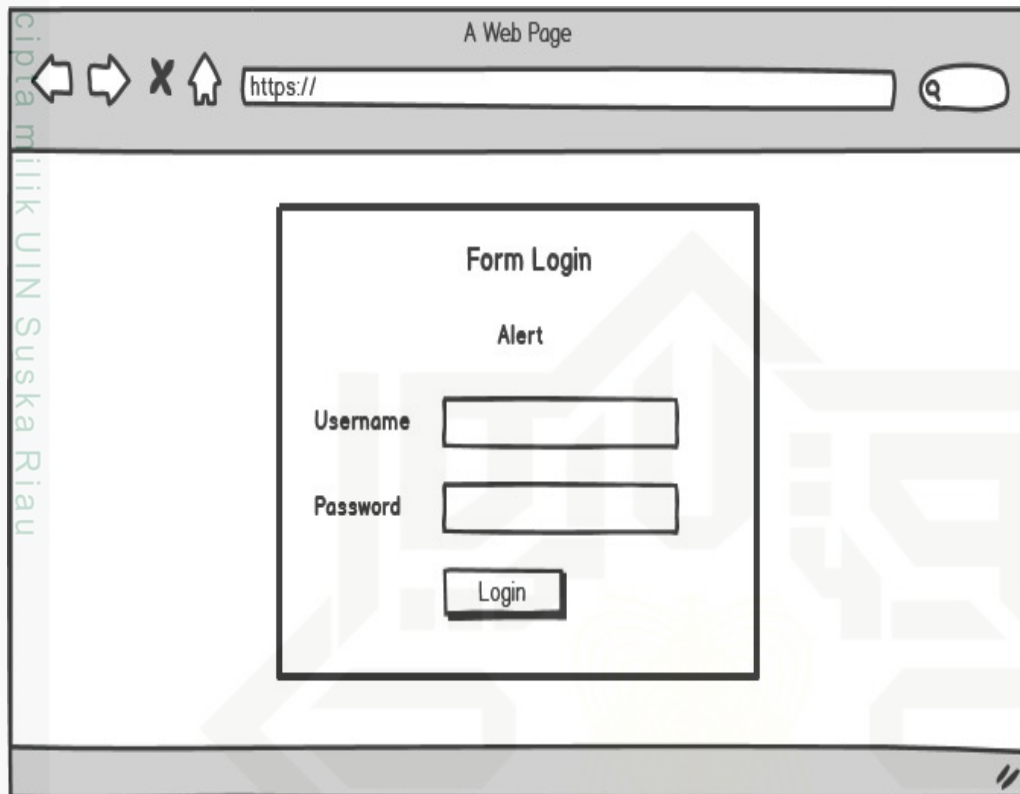 A Web Page
https://
Form Login
Alert
Username
Password
Login
cipta milik UIN Suska Riau